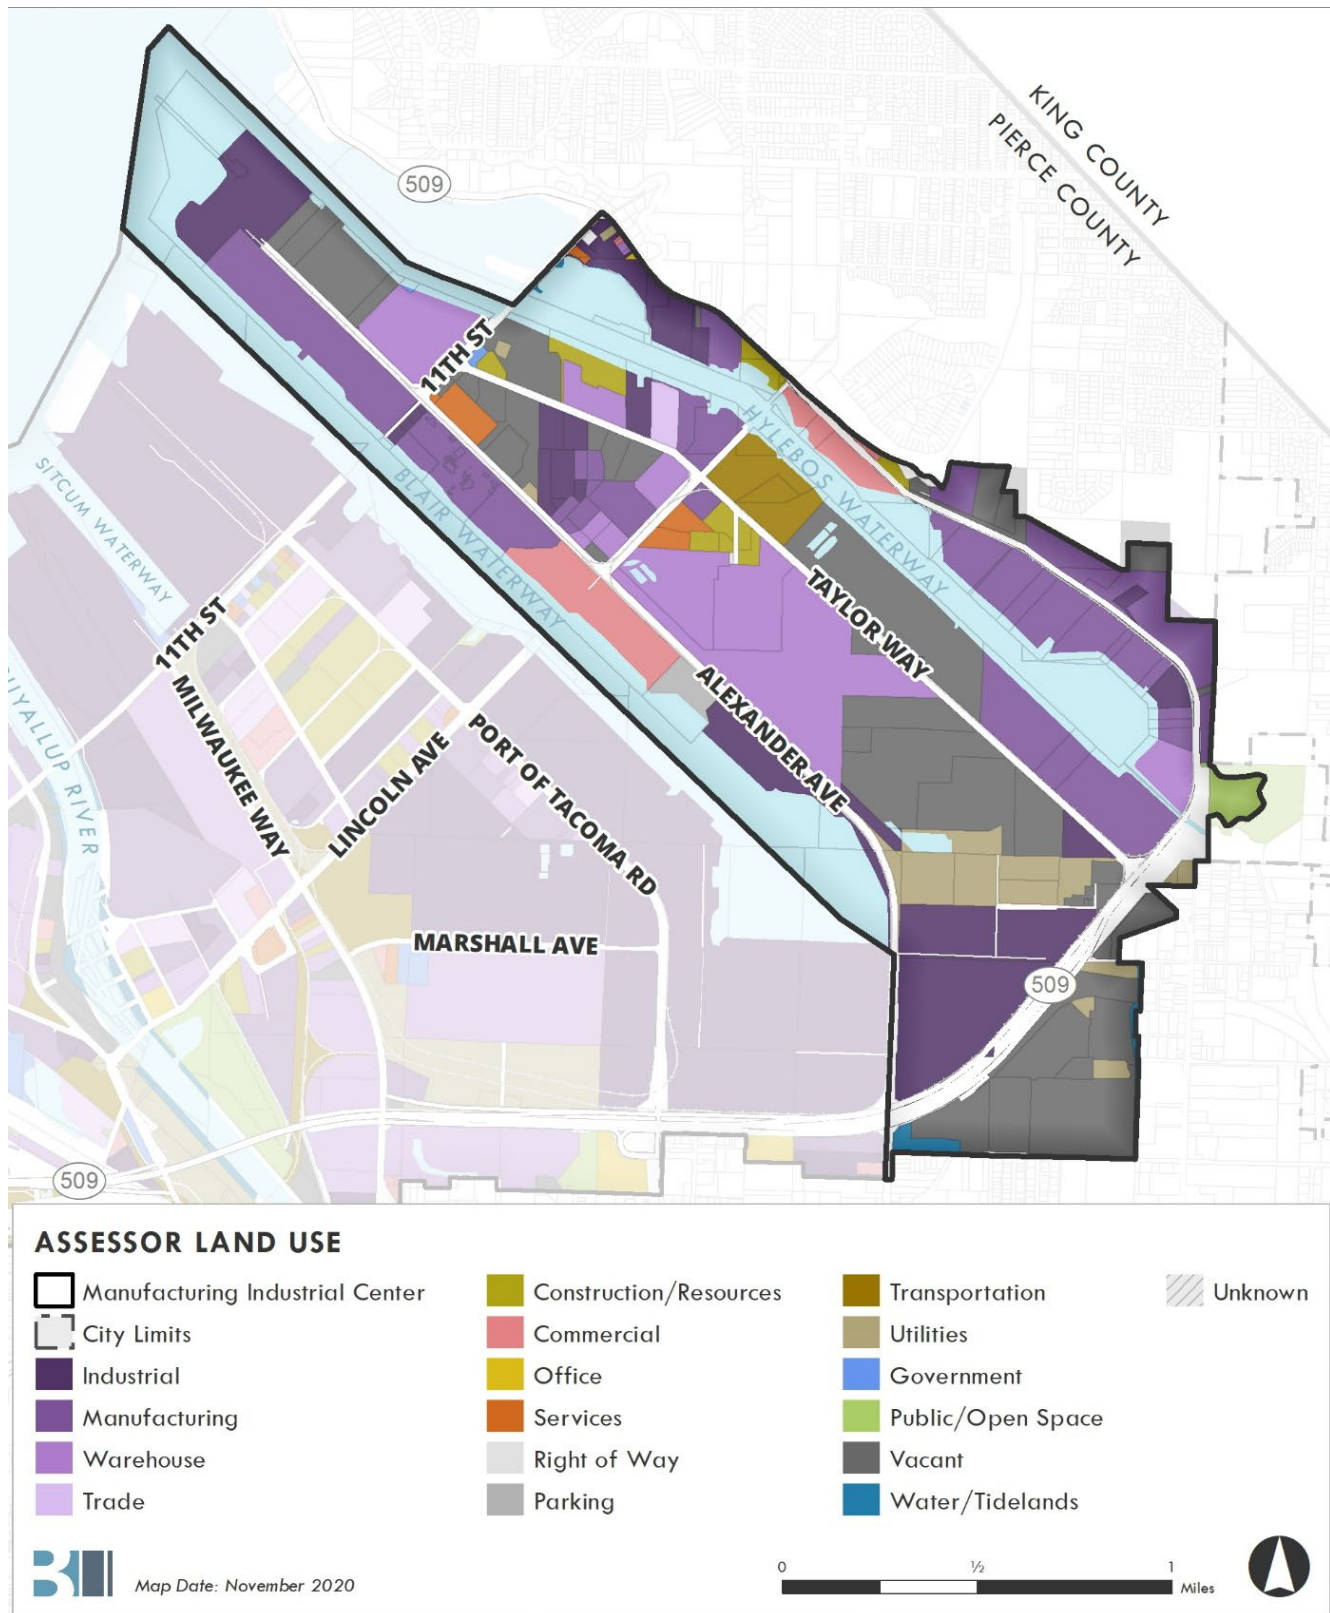 KING COUNTY
PIERCE COUNTY
509
11TH ST
HYLEBOS WATERWAY
SITCUM WATERWAY
BLAIR WATERWAY
TAYLOR WAY
11TH ST
MILWAUKEE WAY
LINCOLN AVE
PORT OF TACOMA RD
ALEXANDER AVE
UYALLUP RIVER
MARSHALL AVE
509
509
ASSESSOR LAND USE
Manufacturing Industrial Center
City Limits
Industrial
Manufacturing
Warehouse
Trade
Construction/Resources
Commercial
Office
Services
Right of Way
Parking
Transportation
Utilities
Government
Public/Open Space
Vacant
Water/Tidelands
Unknown
Map Date: November 2020
0 ½ 1
Miles